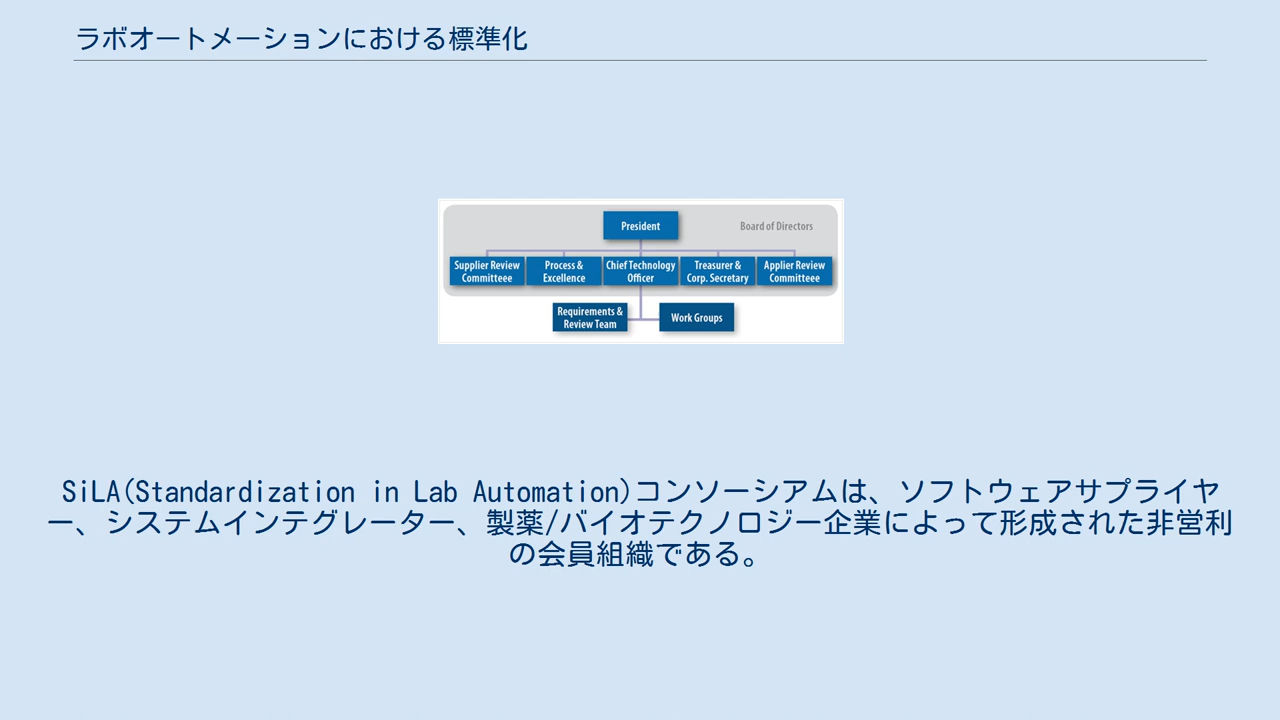 ラボオートメーションにおける標準化
President
Board of Directors
Supplier Review
Committeee
Process &
Excellence
Chief Technology
Officer
Treasurer &
Corp. Secretary
Applier Review
Committeee
Requirements &
Review Team
Work Groups
SiLA(Standardization in Lab Automation)コンソーシアムは、ソフトウェアサプライヤ
ー、システムインテグレーター、製薬/バイオテクノロジー企業によって形成された非営利
の会員組織である。